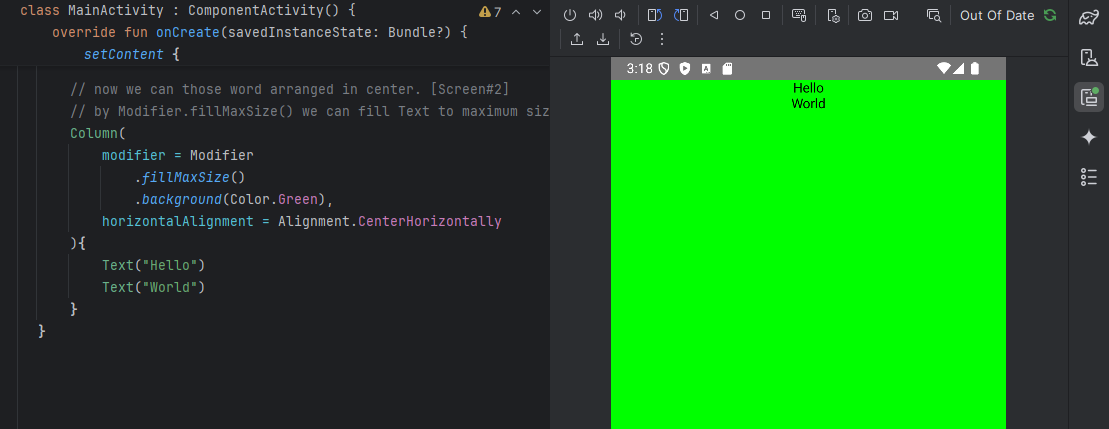 class MainActivity : ComponentActivity() {
override fun onCreate(savedInstanceState: Bundle?) {
setContent {
// now we can those word arranged in center. [Screen#2]
// by Modifier.fillMaxSize() we can fill Text to maximum siz
Column(
modifier = Modifier
.fillMaxSize()
.background(Color.Green),
horizontalAlignment = Alignment.CenterHorizontally
){
Text("Hello")
Text("World")
}
}
7
Out Of Date
3:18
A
Hello
World